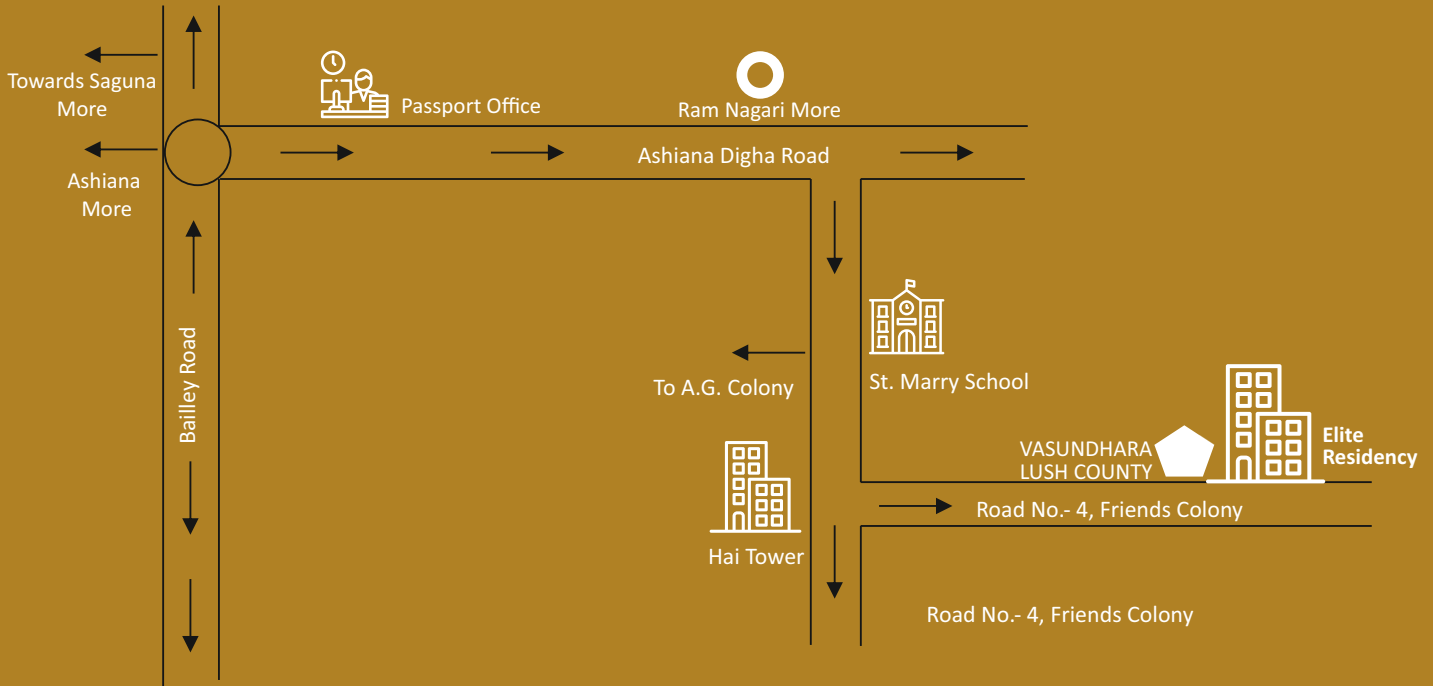 Towards Saguna
More
Passport Office
Ram Nagari More
Ashiana Digha Road
Ashiana
More
Bailley Road
To A.G. Colony
St. Marry School
VASUNDHARA
LUSH COUNTY
Elite
Residency
Road No.- 4, Friends Colony
Hai Tower
Road No.- 4, Friends Colony